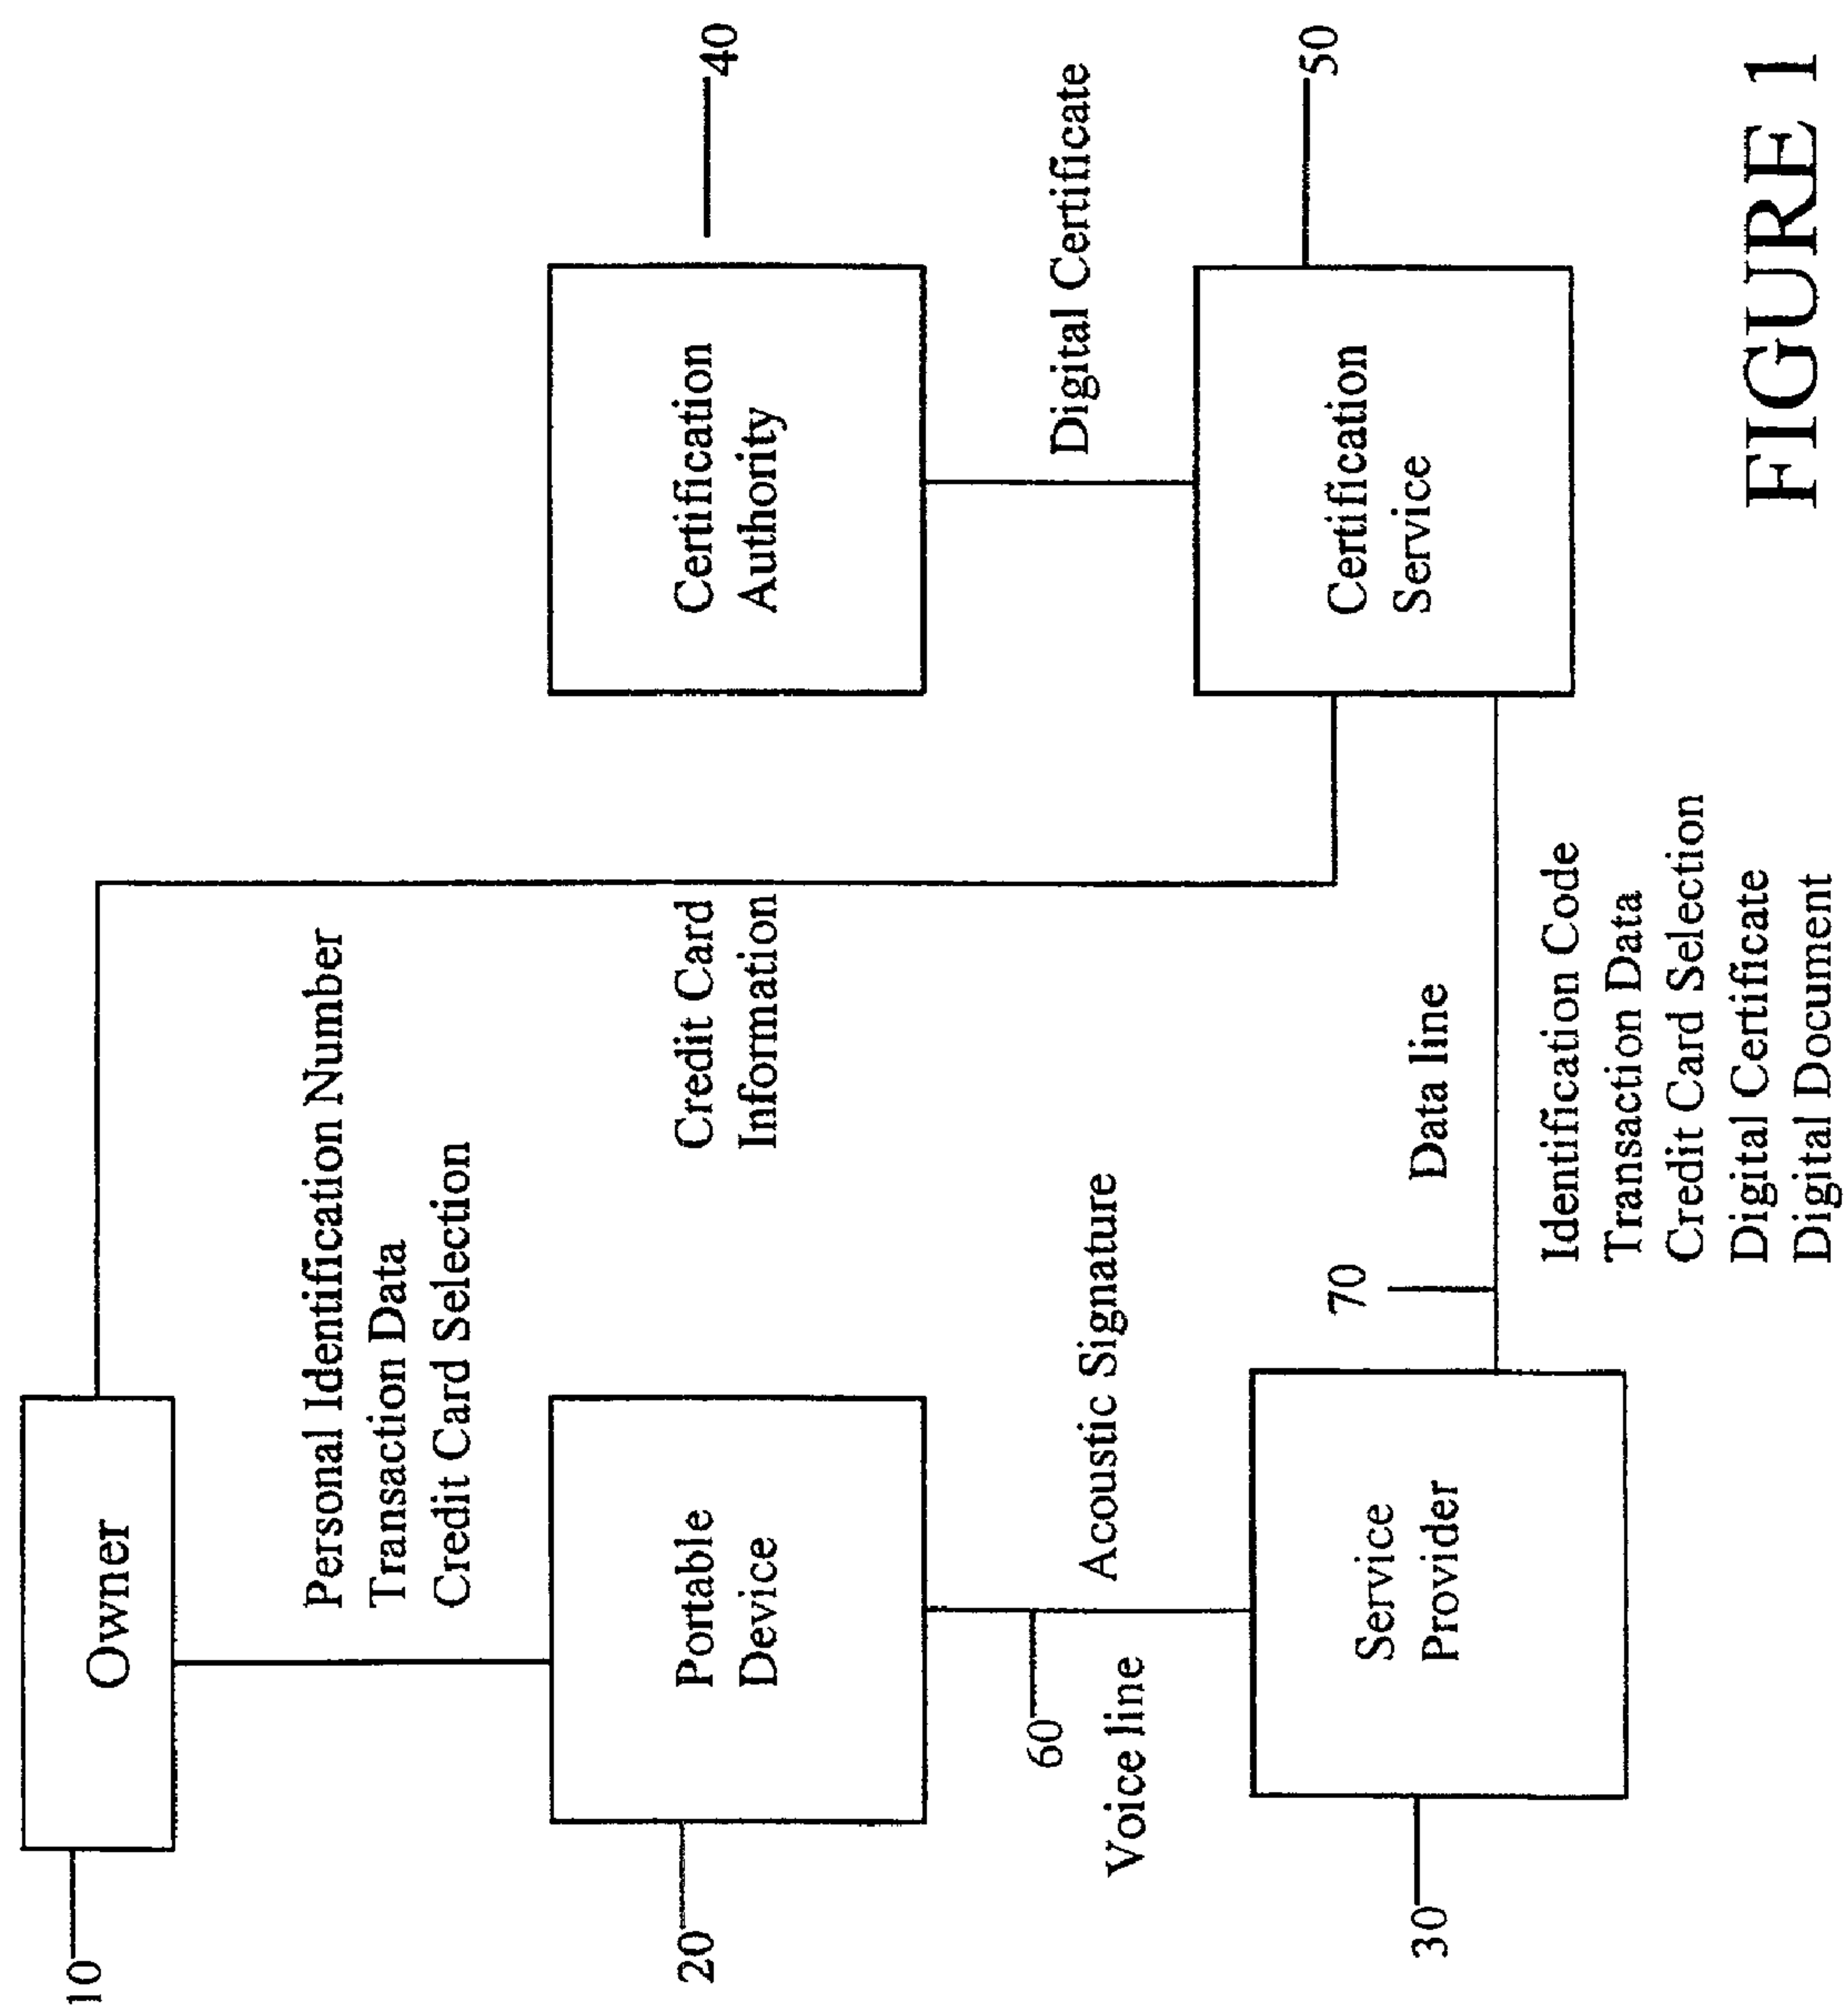 10
Owner
Personal Identification Number
Transaction Data
Credit Card Selection
20
Portable
Device
Credit Card
Information
Certification
Authority
40
60
Voice line
Acoustic Signature
Digital Certificate
30
Service
Provider
70
Data line
Certification
Service
50
Identification Code
Transaction Data
Credit Card Selection
Digital Certificate
Digital Document
FIGURE 1